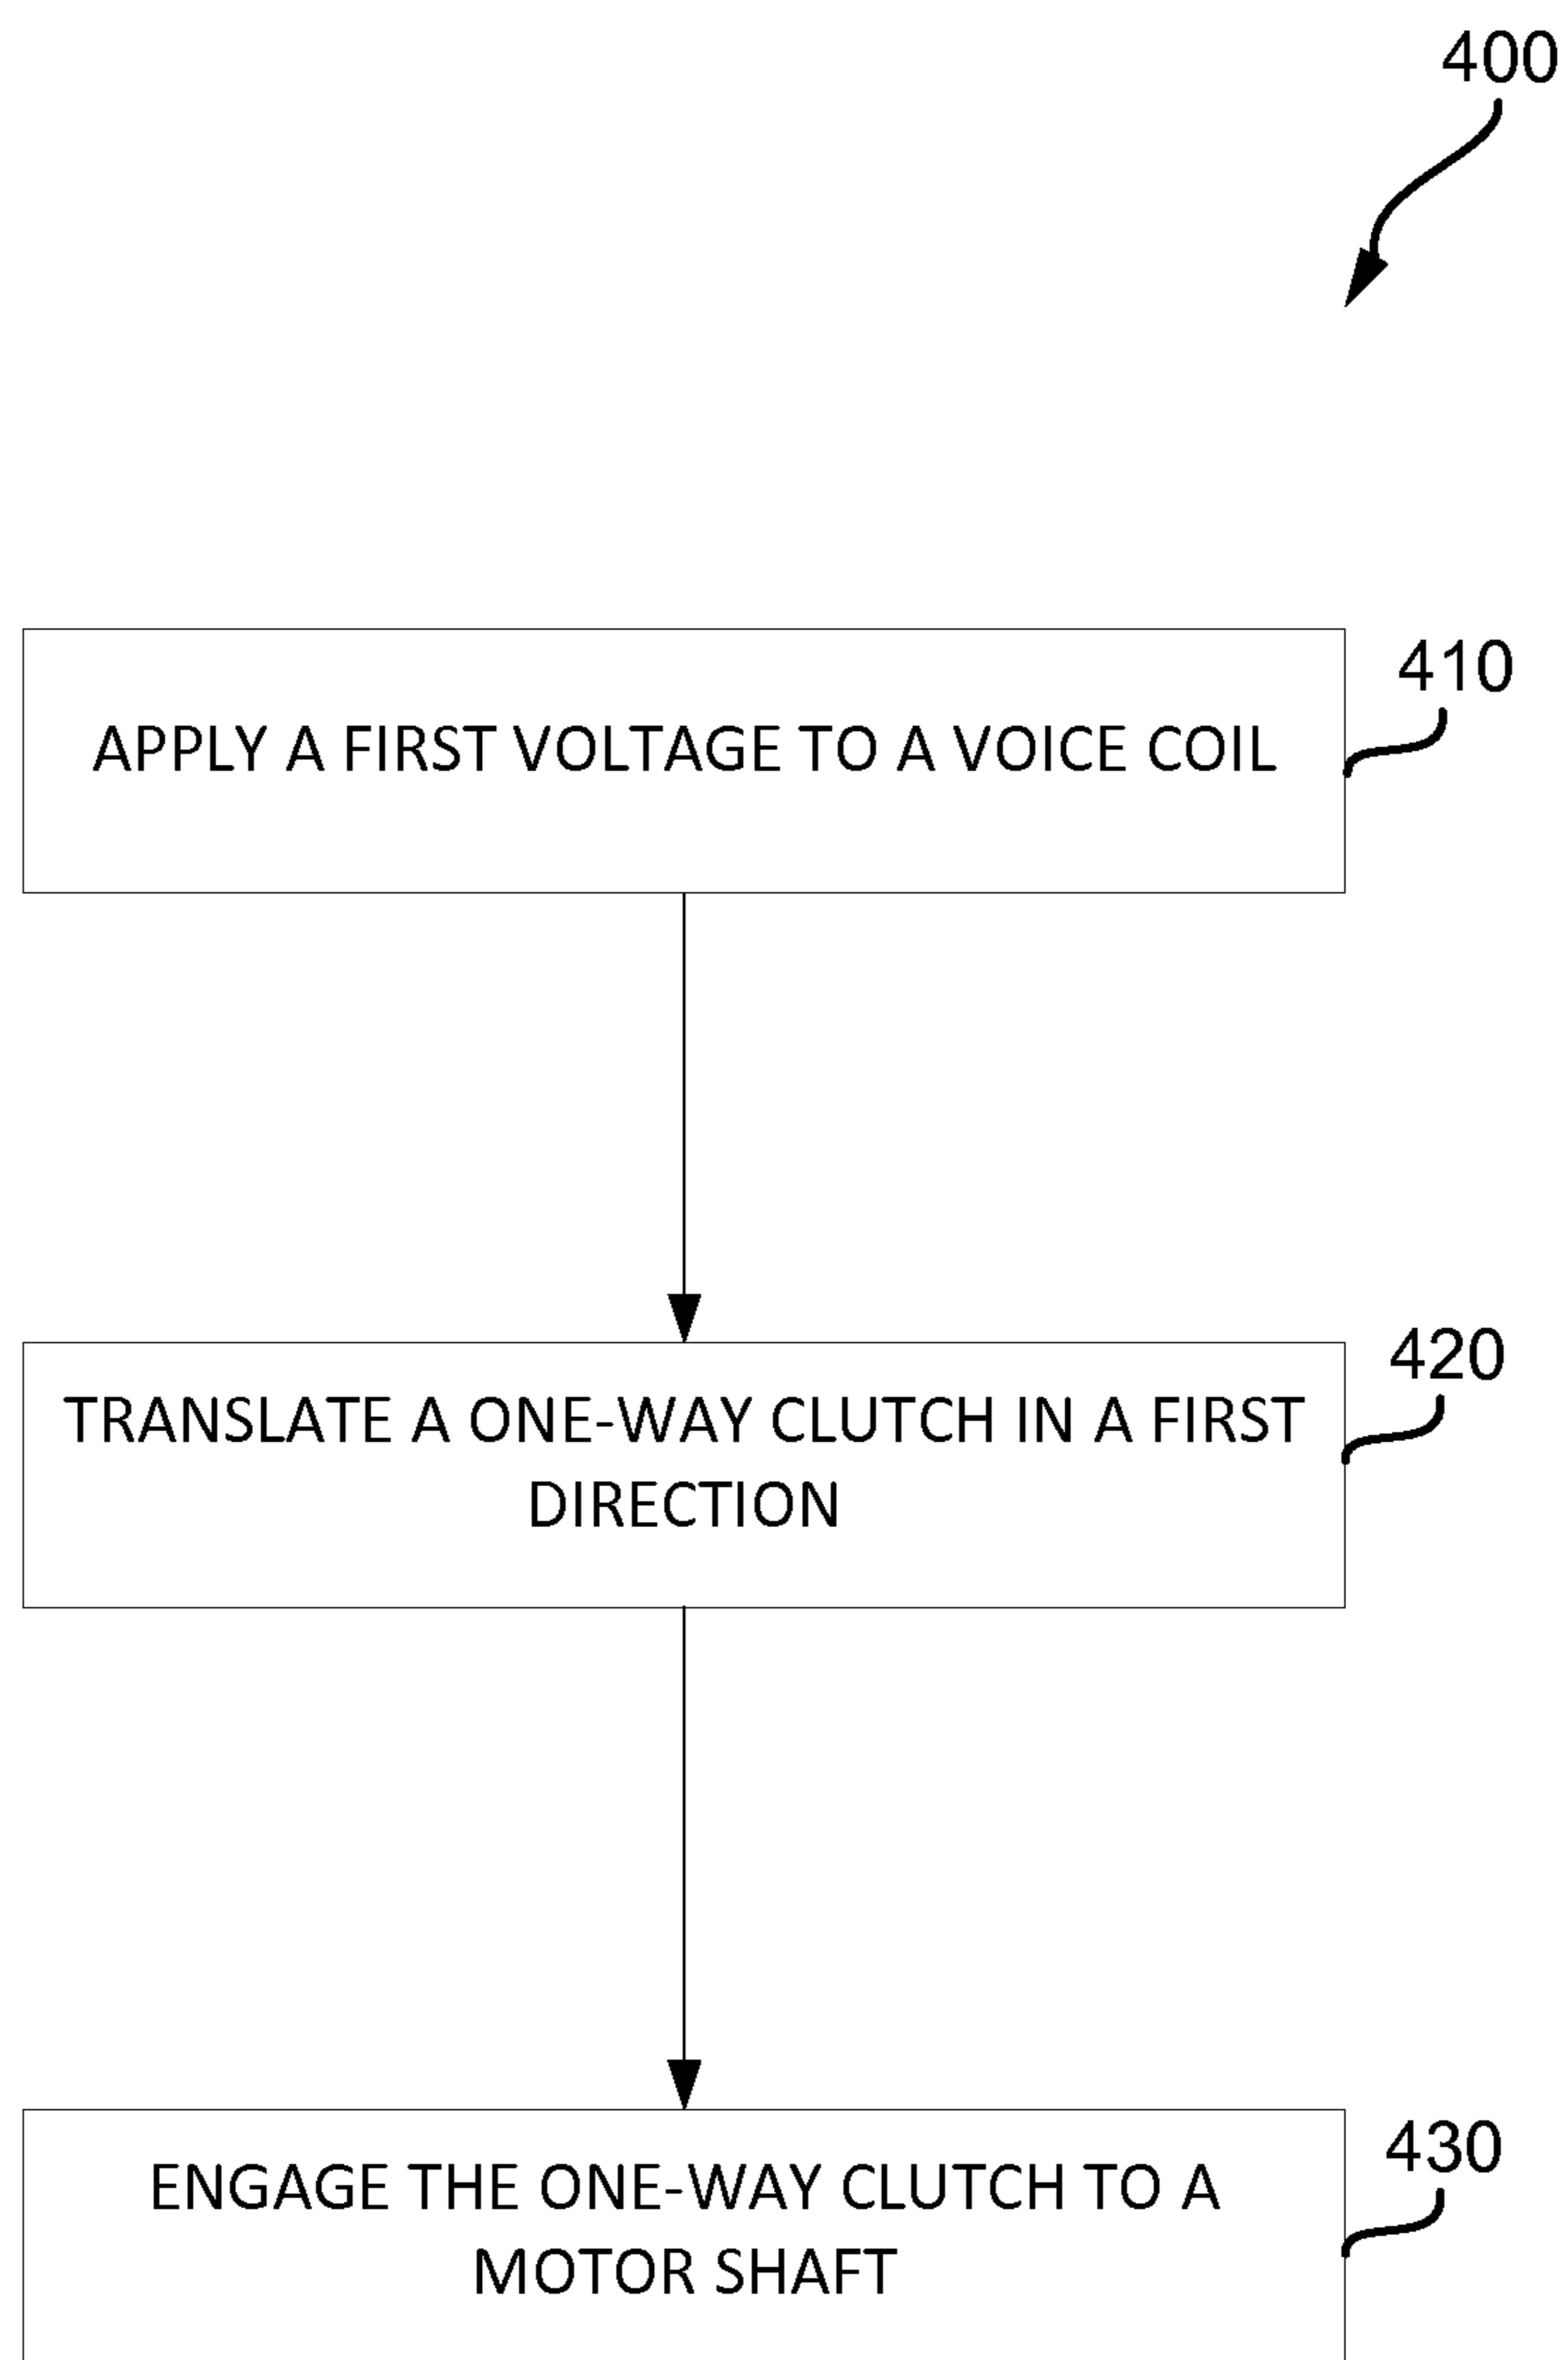 400
410
APPLY A FIRST VOLTAGE TO A VOICE COIL
420
TRANSLATE A ONE-WAY CLUTCH IN A FIRST
DIRECTION
430
ENGAGE THE ONE-WAY CLUTCH TO A
MOTOR SHAFT